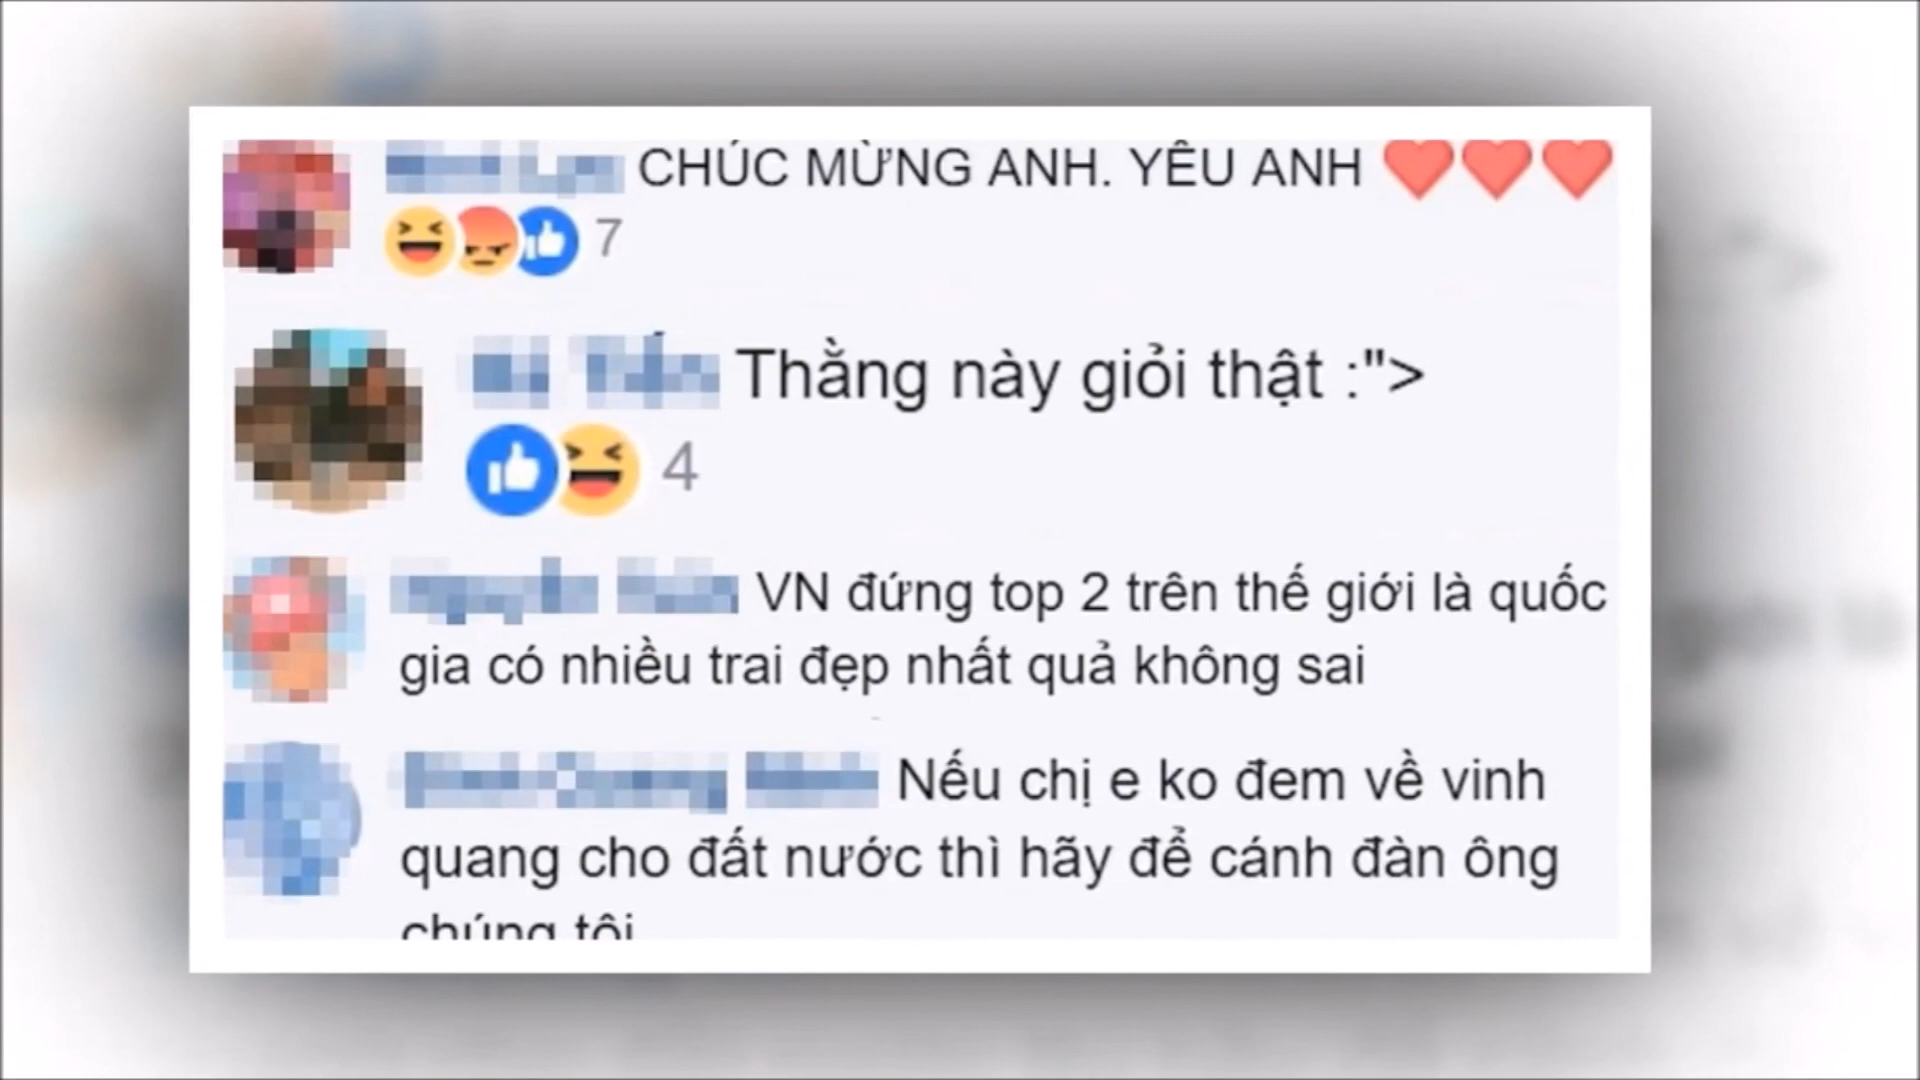 CHÚC MỪNG ANH. YÊU ANH ❤❤❤
7
Thằng này giỏi thật :">
4
VN đứng top 2 trên thế giới là quốc
gia có nhiều trai đẹp nhất quả không sai
Nếu chị e ko đem về vinh
quang cho đất nước thì hãy để cánh đàn ông
chúng tôi